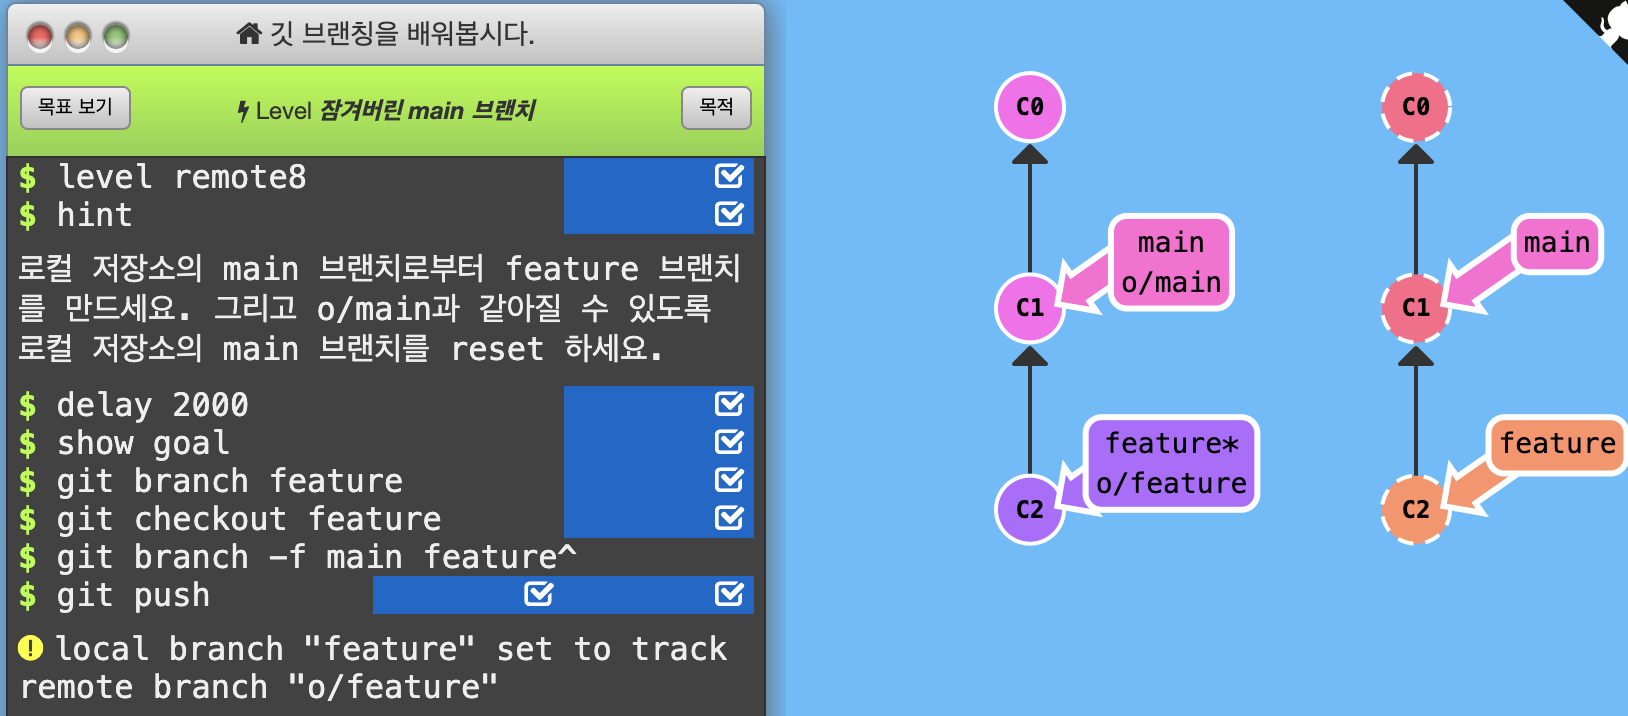 깃 브랜칭을 배워봅시다.
목표 보기
Level 잠겨버린 main 브랜치
목적
$ level remote8
$ hint
로컬 저장소의 main 브랜치로부터 feature 브랜치
를 만드세요. 그리고 o/main과 같아질 수 있도록
로컬 저장소의 main 브랜치를 reset 하세요.
$ delay 2000
$ show goal
$ git branch feature
$ git checkout feature
$ git branch -f main feature^
$ git push
local branch "feature" set to track
remote branch "o/feature"
C0
main
o/main
C1
feature*
o/feature
C2
C0
main
C1
feature
C2